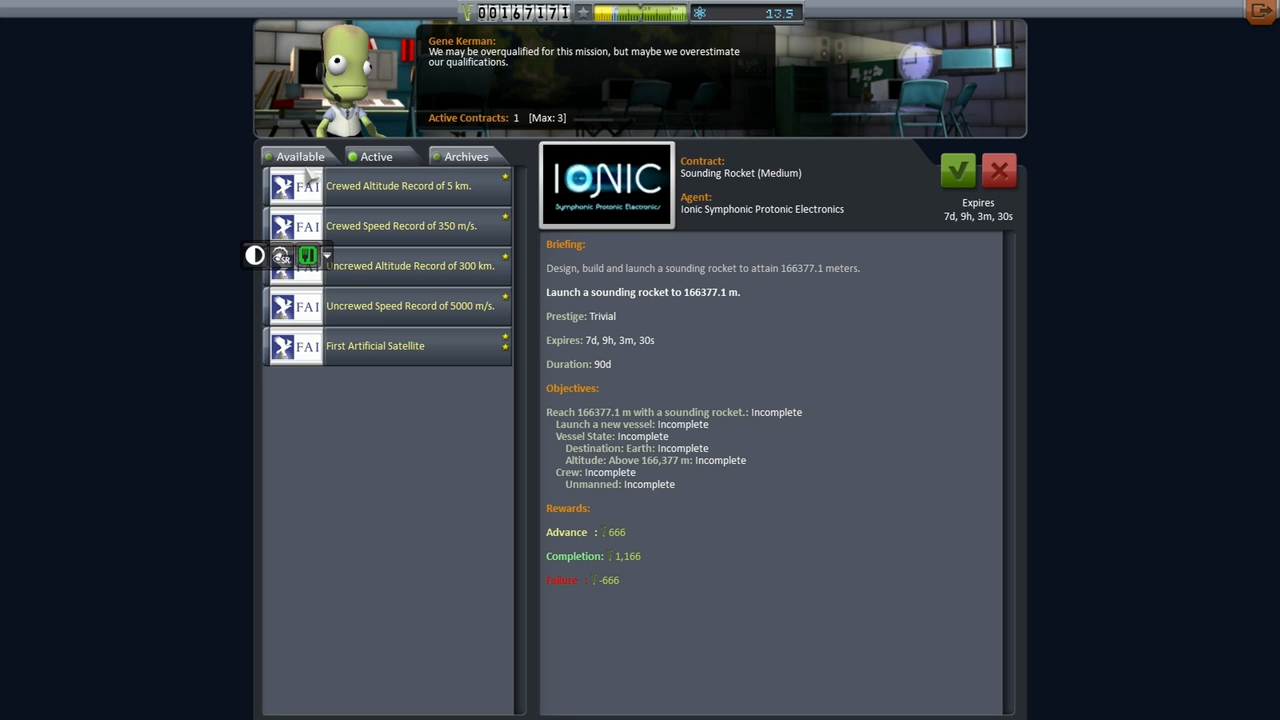 00167171
13.5
Gene Kerman:
We may be overqualified for this mission, but maybe we overestimate
our qualifications.
Active Contracts: 1 [Max: 3]
Available
Active
Archives
FAI
Crewed Altitude Record of 5 km.
FAI
Crewed Speed Record of 350 m/s.
Uncrewed Altitude Record of 300 km.
FAI
Uncrewed Speed Record of 5000 m/s.
FAI
First Artificial Satellite
IONIC
Symphonic Protonic Electronics
Contract:
Sounding Rocket (Medium)
Agent:
Ionic Symphonic Protonic Electronics
Expires
7d, 9h, 3m, 30s
Briefing:
Design, build and launch a sounding rocket to attain 166377.1 meters.
Launch a sounding rocket to 166377.1 m.
Prestige: Trivial
Expires: 7d, 9h, 3m, 30s
Duration: 90d
Objectives:
Reach 166377.1 m with a sounding rocket.: Incomplete
Launch a new vessel: Incomplete
Vessel State: Incomplete
Destination: Earth: Incomplete
Altitude: Above 166,377 m: Incomplete
Crew: Incomplete
Unmanned: Incomplete
Rewards:
Advance : 666
Completion: 1,166
Failure : -666